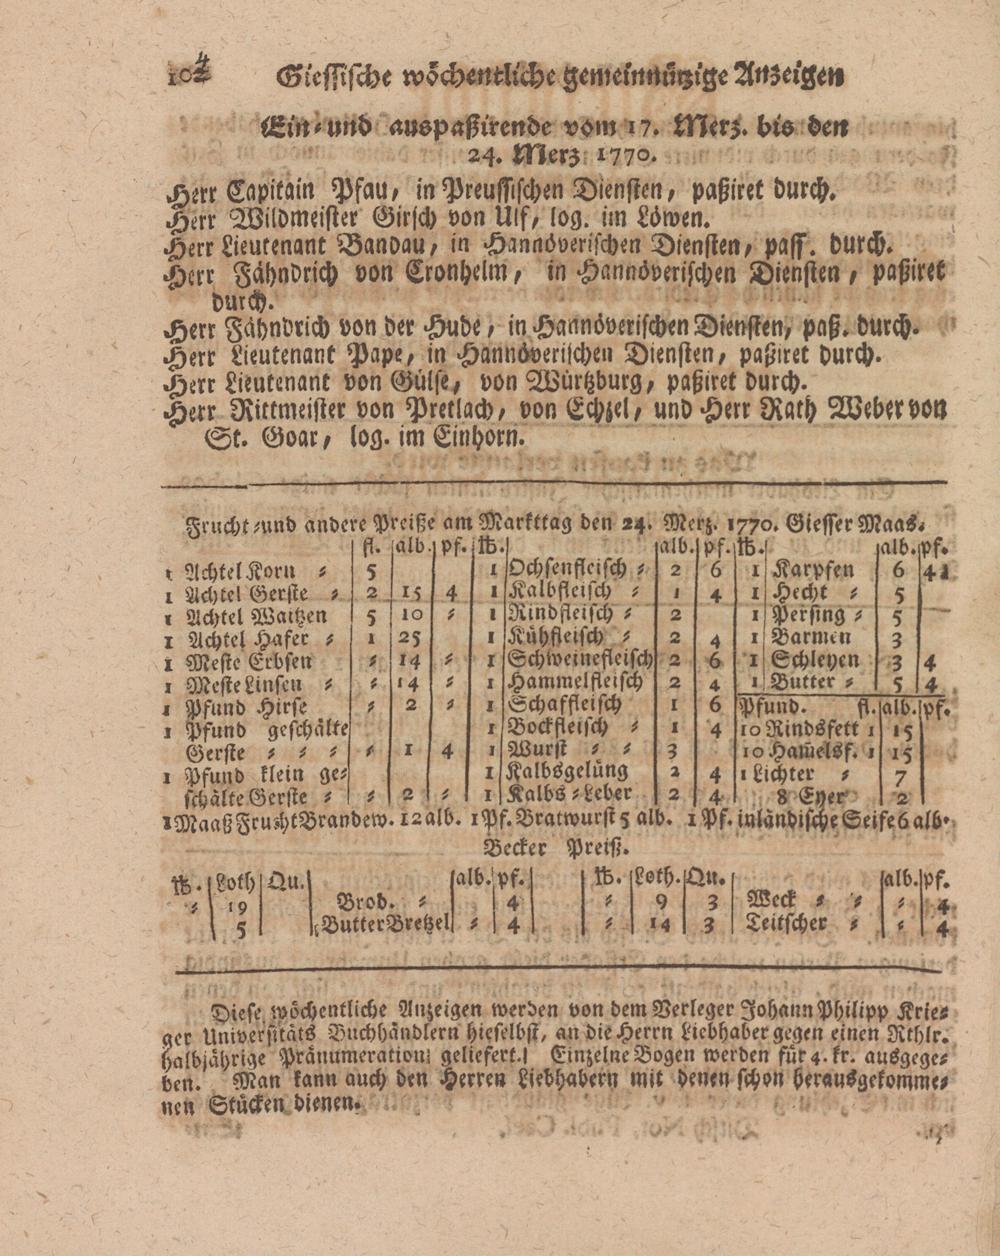 104 Giessische wöchentliche gemeinnützige Anzeigen
Ein- und auspaßirende vom 17. Merz. bis den
24. Merz 1770.
Herr Capitain Pfau, in Preussischen Diensten, paßiret durch.
Herr Wildmeister Girsch von Ulf, log. im Löwen.
Herr Lieutenant Bandau, in Hannöverischen Diensten, pass. durch.
Herr Fähndrich von Cronhelm, in Hannöverischen Diensten, paßiret
durch.
Herr Fähndrich von der Hude, in Hannöverischen Diensten, paß. durch.
Herr Lieutenant Pape, in Hannöverischen Diensten, paßiret durch.
Herr Lieutenant von Gülse, von Würtzburg, paßiret durch.
Herr Rittmeister von Pretlach, von Echzel, und Herr Rath Weber von
St. Goar, log. im Einhorn.
Frucht- und andere Preiße am Markttag den 24. Merz. 1770. Giesser Maas.
fl. alb. pf. ℔. alb. pf. ℔. alb. pf.
1 Achtel Korn - 5 1 Ochsenfleisch - 2 6 1 Karpfen 6 4
1 Achtel Gerste - 2 15 4 1 Kalbfleisch - 1 4 1 Hecht - 5
1 Achtel Waitzen 5 10 - 1 Rindfleisch - 2 1 Persing - 5
1 Achtel Hafer - 1 25 1 Kühfleisch - 2 4 1 Barmen 3
1 Meste Erbsen - 14 - 1 Schweinefleisch 2 6 1 Schleyen 3 4
1 Meste Linsen - - 14 - 1 Hammelfleisch 2 4 1 Butter - 5 4
1 Pfund Hirse - 2 - 1 Schaffleisch 1 6 Pfund. fl. alb. pf.
1 Pfund geschälte 1 Bockfleisch - 1 4 10 Rindsfett 1 15
Gerste - - - - 1 4 1 Wurst - - 3 10 Ham̅elsf. 1 15
1 Pfund klein ge- 1 Kalbsgelüng 2 4 1 Lichter - 7
schälte Gerste - - 2 - 1 Kalbs-Leber 2 4 8 Eyer 2
1 Maaß Frucht Brandew. 12 alb. 1 Pf. Bratwurst 5 alb. 1 Pf. inländische Seife 6 alb.
Becker Preiß.
℔. Loth Qu. alb. pf. ℔. Loth. Qu. alb. pf.
- 19 Brod. - 4 - 9 3 Weck - - - 4
5 Butter Bretzel - 4 - 14 3 Teitscher - - 4
Diese wöchentliche Anzeigen werden von dem Verleger Johann Philipp Krie-
ger Universitäts Buchhändlern hieselbst, an die Herrn Liebhaber gegen einen Rthlr.
halbjährige Pränumeration geliefert. Einzelne Bogen werden für 4. kr. ausgege-
ben. Man kann auch den Herren Liebhabern mit denen schon herausgekomme-
nen Stücken dienen.